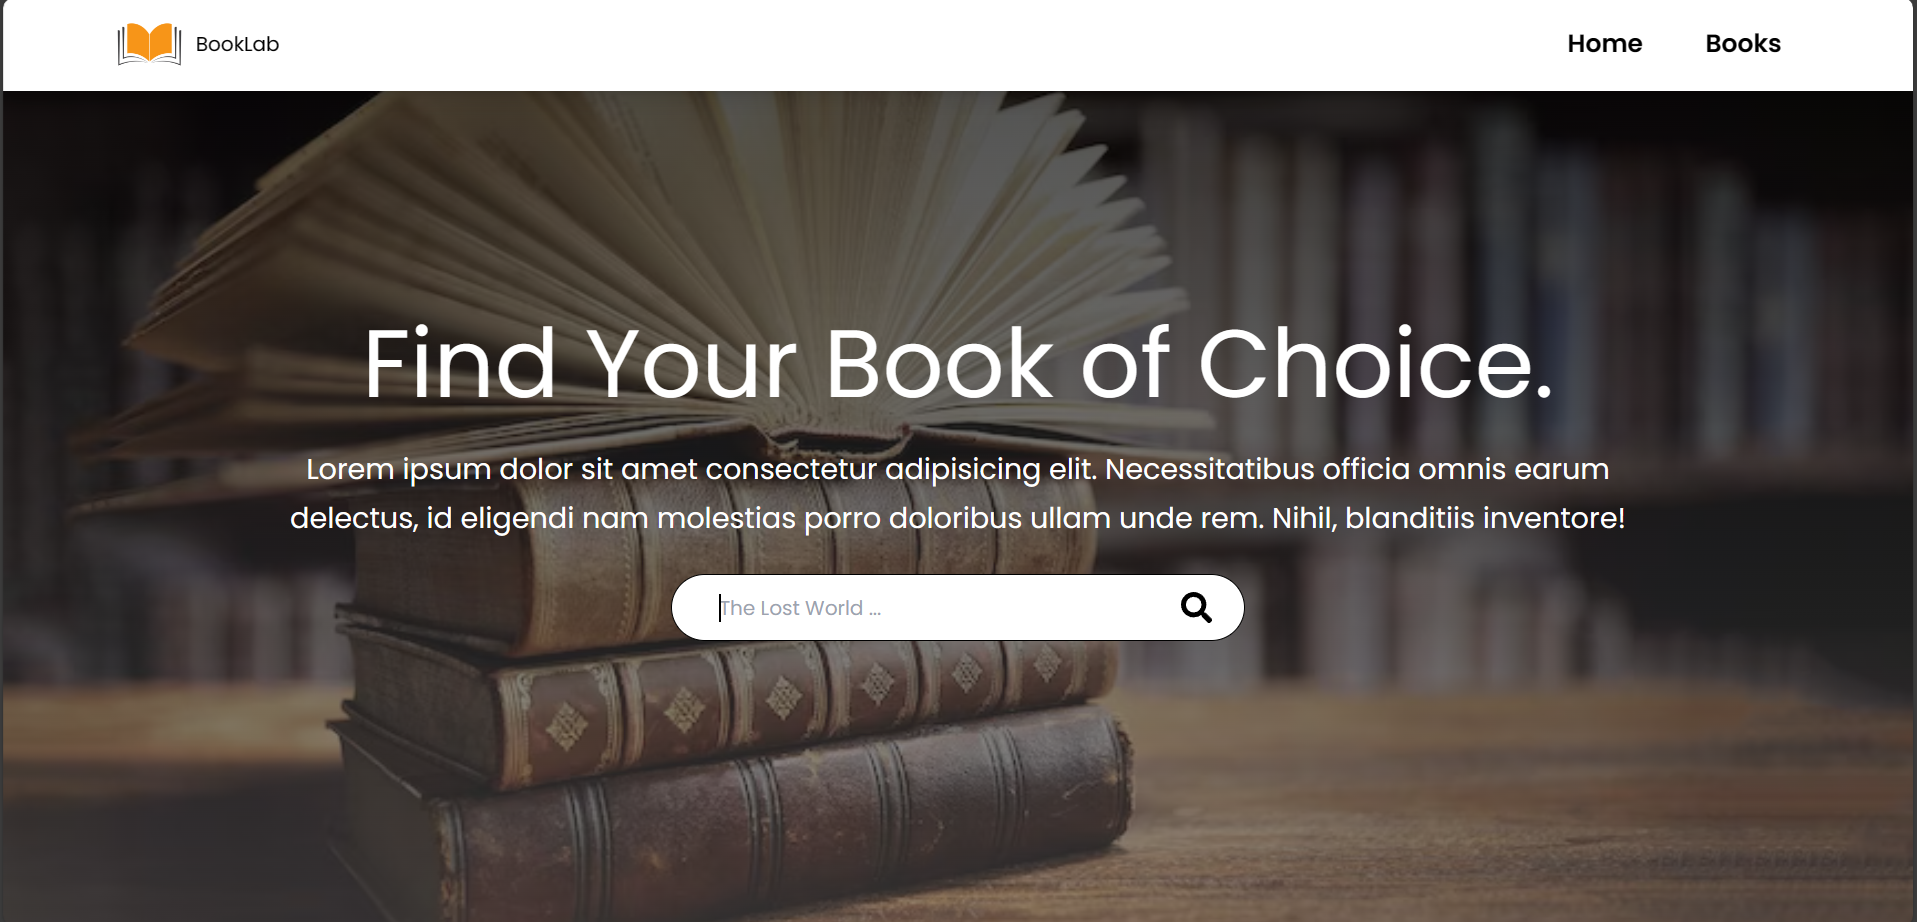 BookLab
Home
Books
Find Your Book of Choice.
Lorem ipsum dolor sit amet consectetur adipisicing elit. Necessitatibus officia omnis earum
delectus, id eligendi nam molestias porro doloribus ullam unde rem. Nihil, blanditiis inventore!
The Lost World ...